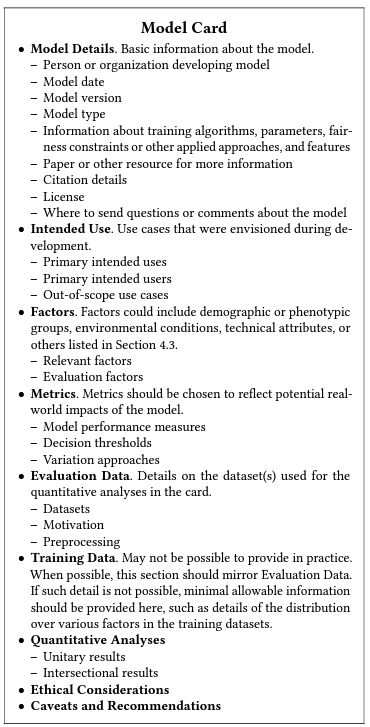 Model Card
• Model Details. Basic information about the model.
– Person or organization developing model
– Model date
– Model version
– Model type
– Information about training algorithms, parameters, fair-
ness constraints or other applied approaches, and features
– Paper or other resource for more information
– Citation details
– License
– Where to send questions or comments about the model
• Intended Use. Use cases that were envisioned during de-
velopment.
– Primary intended uses
– Primary intended users
– Out-of-scope use cases
• Factors. Factors could include demographic or phenotypic
groups, environmental conditions, technical attributes, or
others listed in Section 4.3.
– Relevant factors
– Evaluation factors
• Metrics. Metrics should be chosen to reflect potential real-
world impacts of the model.
– Model performance measures
– Decision thresholds
– Variation approaches
• Evaluation Data. Details on the dataset(s) used for the
quantitative analyses in the card.
– Datasets
– Motivation
– Preprocessing
• Training Data. May not be possible to provide in practice.
When possible, this section should mirror Evaluation Data.
If such detail is not possible, minimal allowable information
should be provided here, such as details of the distribution
over various factors in the training datasets.
• Quantitative Analyses
– Unitary results
– Intersectional results
• Ethical Considerations
• Caveats and Recommendations